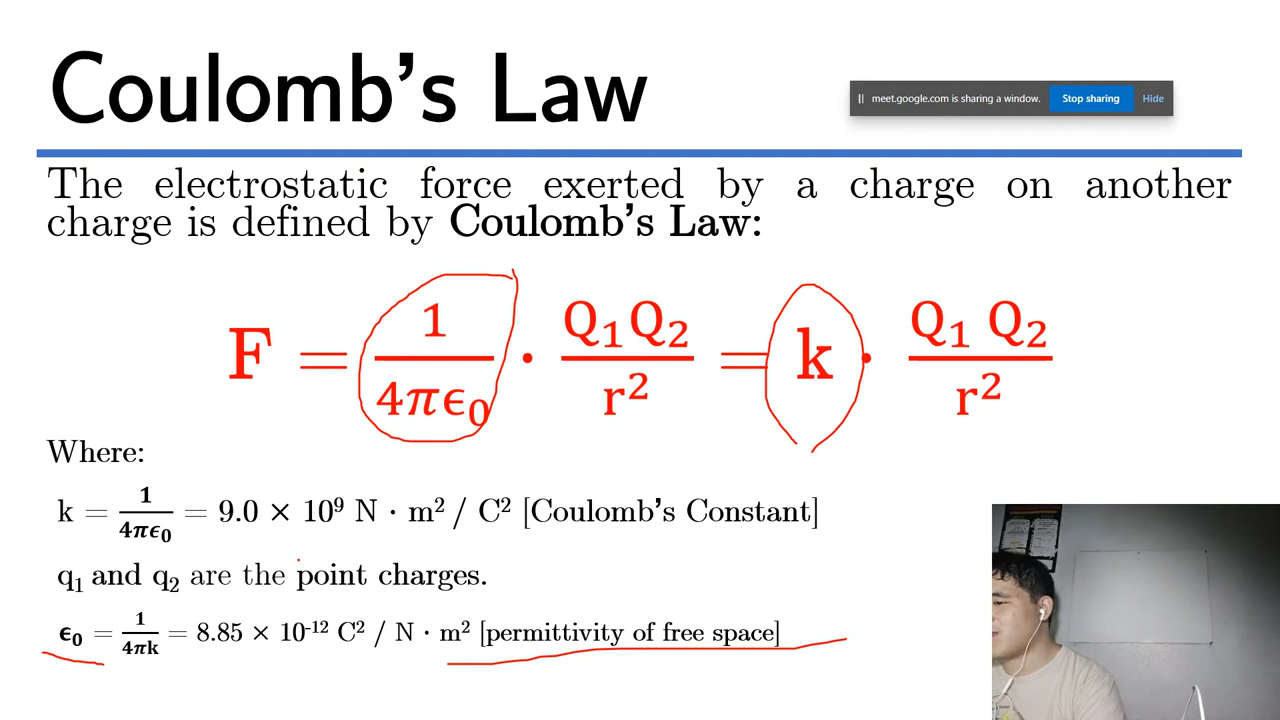 Coulomb’s Law
meet.google.com is sharing a window. Stop sharing Hide
The electrostatic force exerted by a charge on another
charge is defined by Coulomb’s Law:
F = 1/4πϵ₀ · Q₁Q₂/r² = k · Q₁ Q₂/r²
Where:
k = 1/4πϵ₀ = 9.0 × 10⁹ N · m² / C² [Coulomb’s Constant]
q₁ and q₂ are the point charges.
ϵ₀ = 1/4πk = 8.85 × 10⁻¹² C² / N · m² [permittivity of free space]